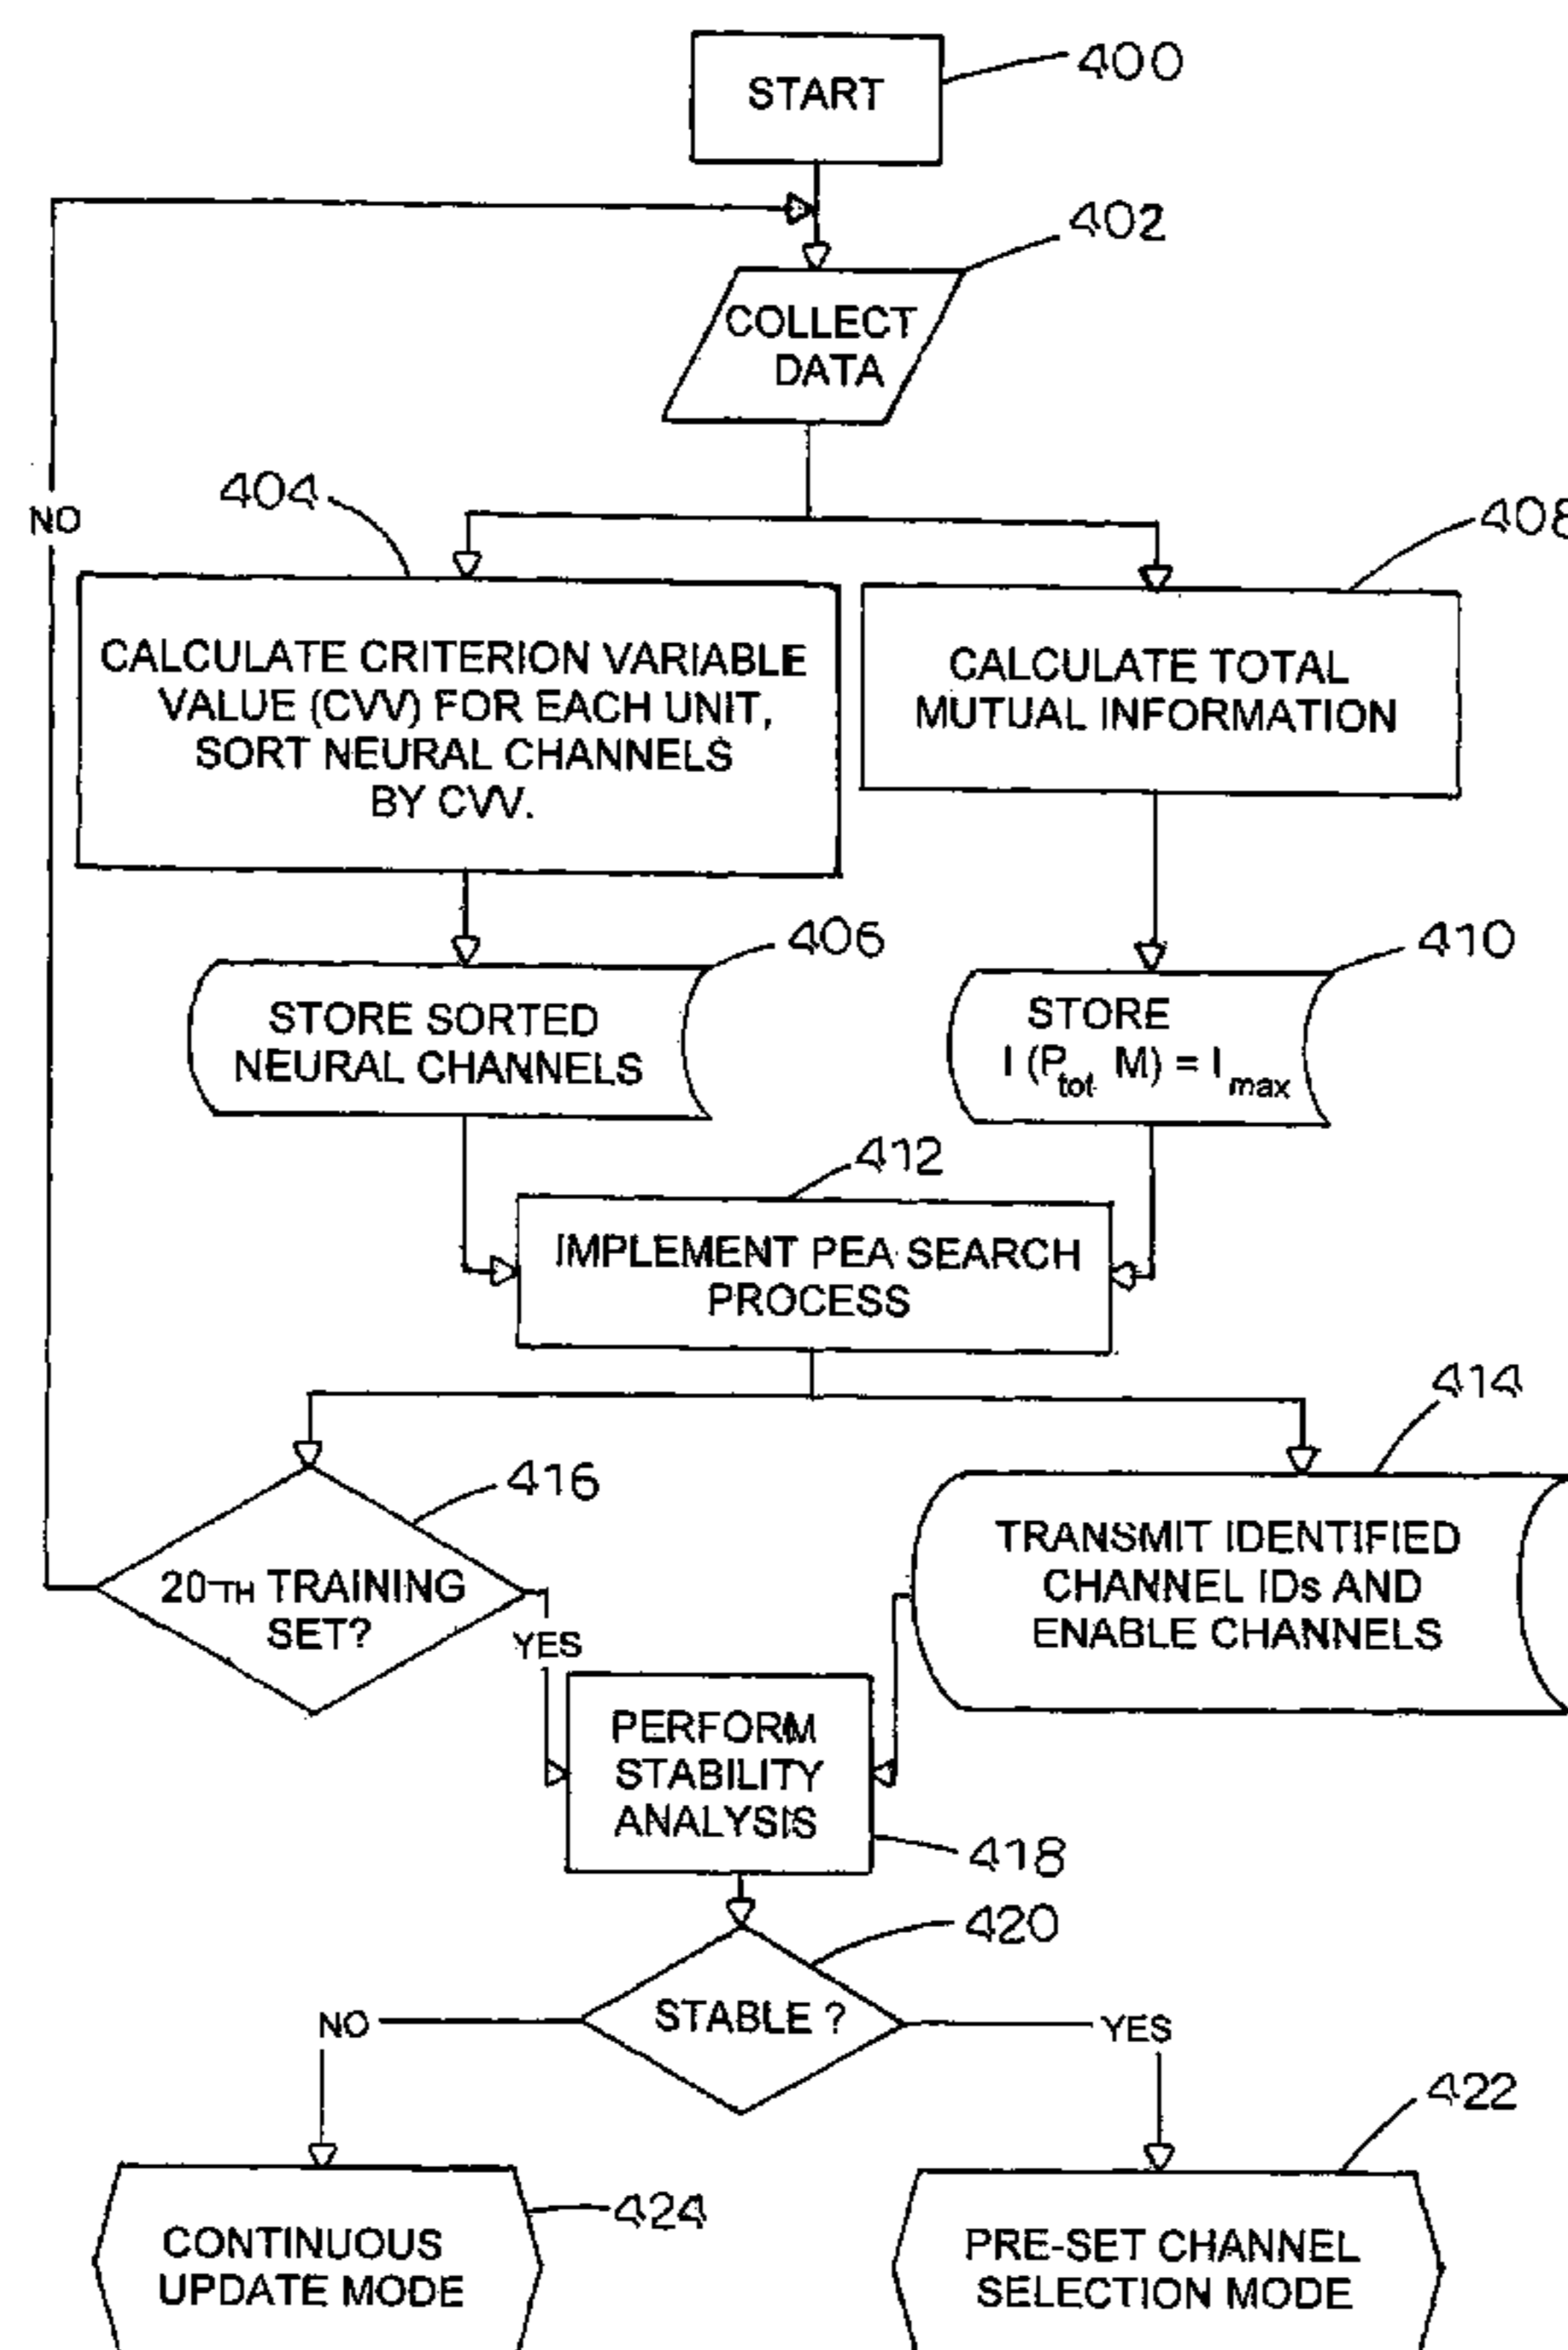 START
400
402
COLLECT
DATA
NO
404
408
CALCULATE CRITERION VARIABLE
VALUE (CVV) FOR EACH UNIT,
SORT NEURAL CHANNELS
BY CVV.
CALCULATE TOTAL
MUTUAL INFORMATION
406
410
STORE SORTED
NEURAL CHANNELS
STORE
I (Ptot M) = Imax
412
IMPLEMENT PEA SEARCH
PROCESS
414
416
20TH TRAINING
SET?
YES
TRANSMIT IDENTIFIED
CHANNEL IDs AND
ENABLE CHANNELS
PERFORM
STABILITY
ANALYSIS
418
420
STABLE ?
NO
YES
422
424
CONTINUOUS
UPDATE MODE
PRE-SET CHANNEL
SELECTION MODE